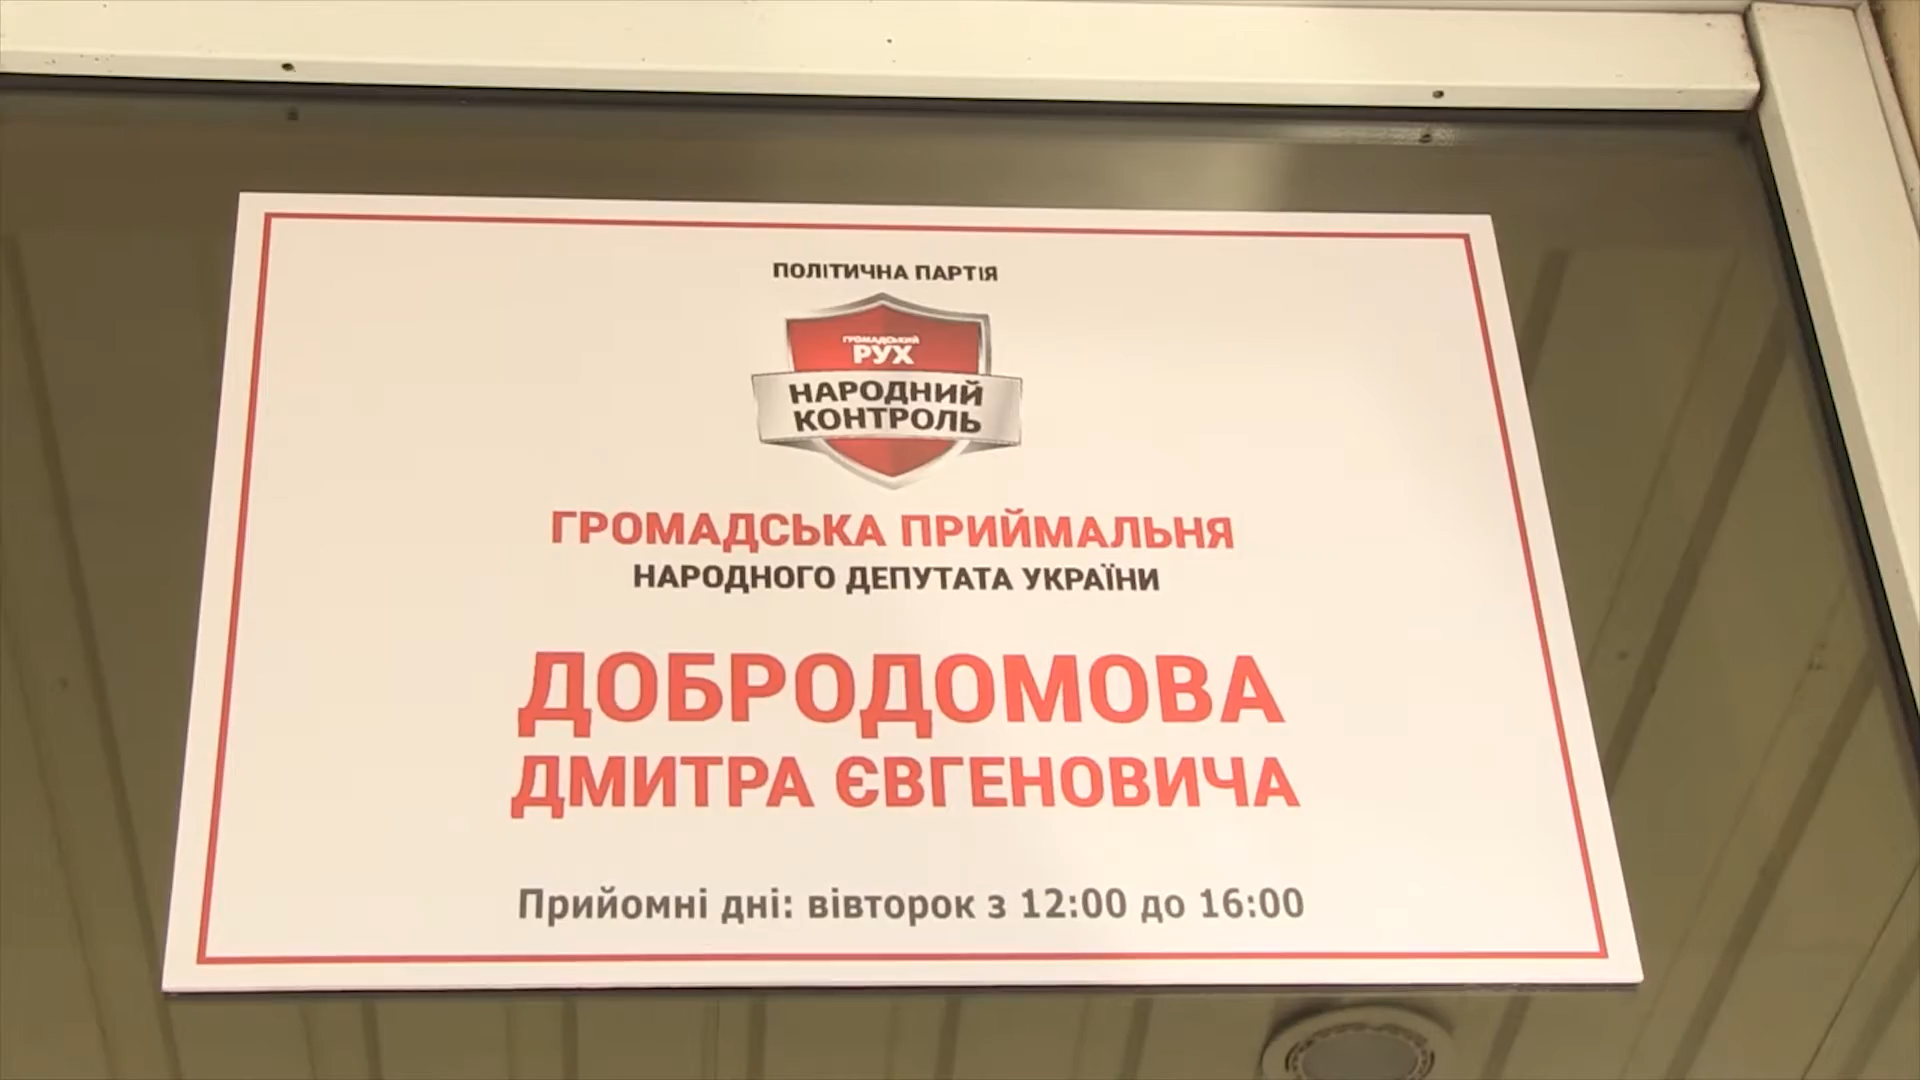 ПОЛІТИЧНА ПАРТІЯ
ГРОМАДСЬКИЙ
РУХ
НАРОДНИЙ
КОНТРОЛЬ
ГРОМАДСЬКА ПРИЙМАЛЬНЯ
НАРОДНОГО ДЕПУТАТА УКРАЇНИ
ДОБРОДОМОВА
ДМИТРА ЄВГЕНОВИЧА
Прийомні дні: вівторок з 12:00 до 16:00